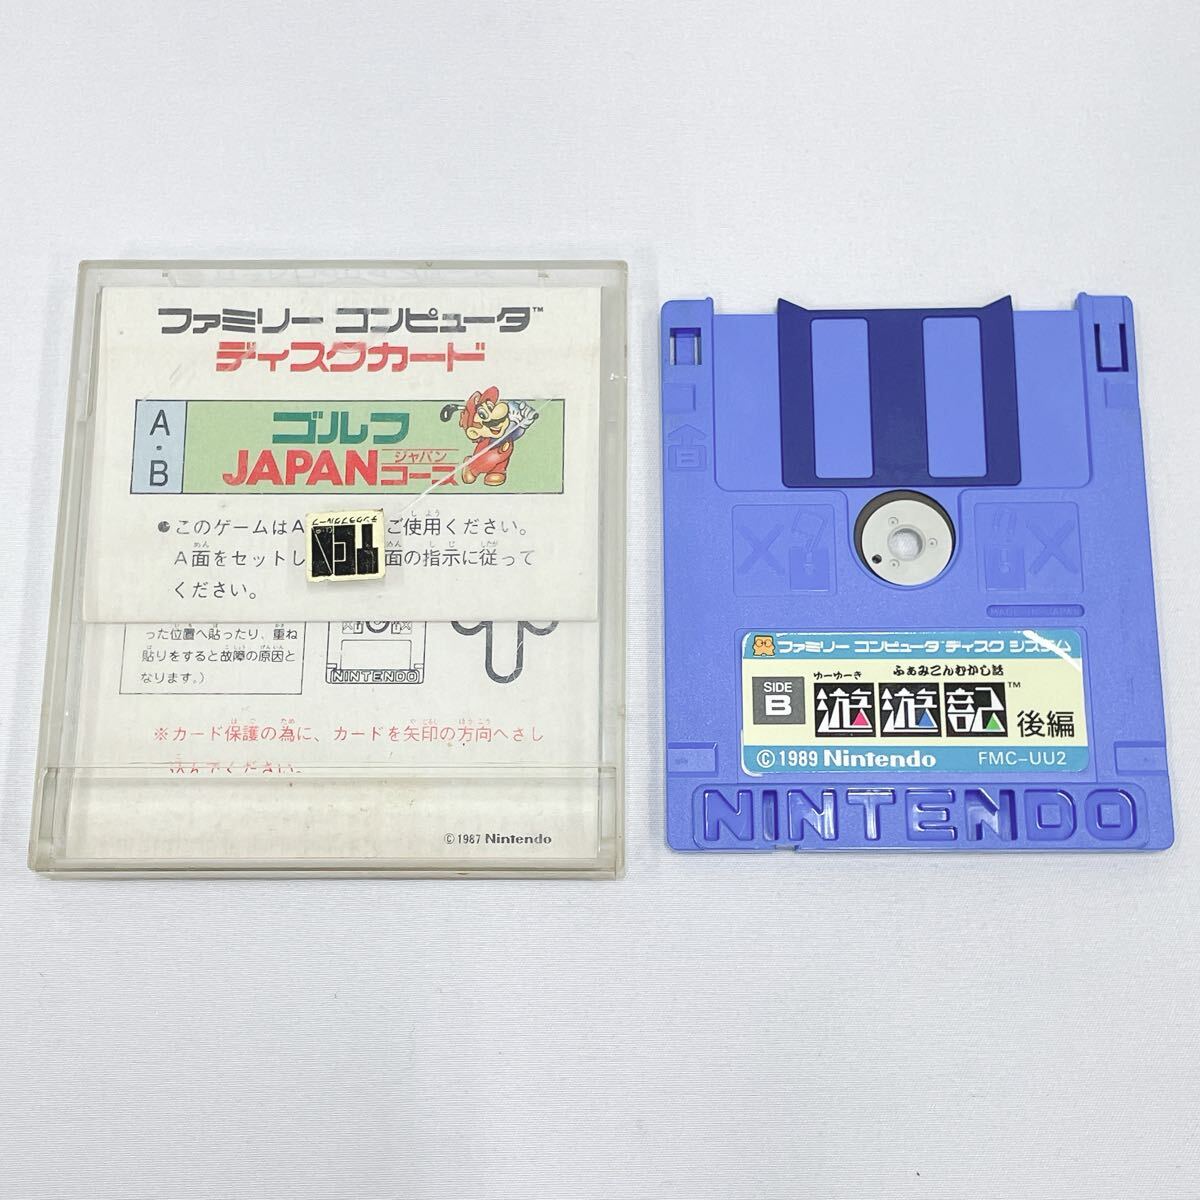 ファミリー コンピュータ™
ディスクカード
A・B
ゴルフ
JAPAN ジャパン コース
●このゲームはA
ご使用ください。
A面をセットし
面の指示に従って
ください。
った位置へ貼ったり、重ね
貼りをすると故障の原因と
なります。)
NINTENDO
※カード保護の為に、カードを矢印の方向へさし
込んでください。
©1987 Nintendo
B
MADE IN JAPAN
ファミリー コンピュータ ディスク システム
SIDE B
ゆーゆーき
ふぁみこんむかし話
遊遊記™ 後編
©1989 Nintendo FMC-UU2
NINTENDO